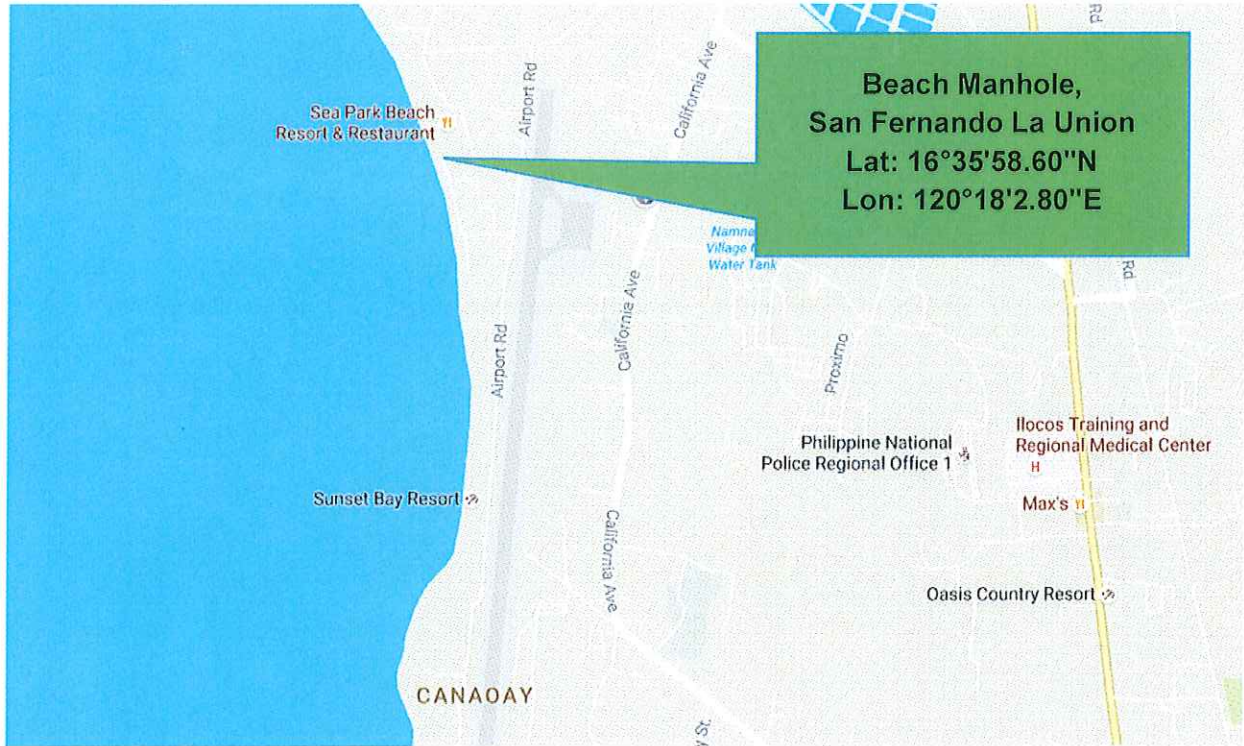 Rd
Beach Manhole,
San Fernando La Union
Lat: 16°35'58.60"N
Lon: 120°18'2.80"E
Sea Park Beach
Resort & Restaurant
Airport Rd
California Ave
Village
Water Tank
Rd
California Ave
Airport Rd
Proximo
Ilocos Training and
Regional Medical Center
H
Philippine National
Police Regional Office 1
Sunset Bay Resort
Max's
California Ave
Oasis Country Resort
CANAOAY
y St.